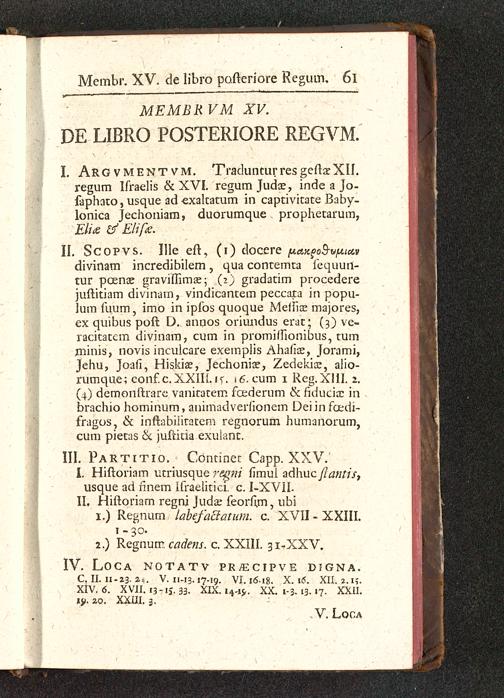 Membr. XV. de libro poſteriore Regum. 61
MEMBRVM XV.
DE LIBRO POSTERIORE REGVM.
I. ARGVMENTVM. Traduntur res geſtæ XII.
regum Iſraelis & XVI. regum Judæ, inde a Jo-
ſaphato, usque ad exaltatum in captivitate Baby-
lonica Jechoniam, duorumque prophetarum,
Eliæ & Eliſæ.
II. SCOPVS. Ille eſt, (1) docere μακροθυμιαν
divinam incredibilem, qua contemta ſequun-
tur pœnæ graviſſimæ; (2) gradatim procedere
juſtitiam divinam, vindicantem peccata in popu-
lum ſuum, imo in ipſos quoque Meſſiæ majores,
ex quibus poſt D. annos oriundus erat; (3) ve-
racitatem divinam, cum in promiſſionibus, tum
minis, novis inculcare exemplis Ahaſiæ, Jorami,
Jehu, Joaſi, Hiskiæ, Jechoniæ, Zedekiæ, alio-
rumque; conf. c. XXIII. 15. 16. cum 1 Reg. XIII. 2.
(4) demonſtrare vanitatem fœderum & fiduciæ in
brachio hominum, animadverſionem Dei in fœdi-
fragos, & inſtabilitatem regnorum humanorum,
cum pietas & juſtitia exulant.
III. PARTITIO. Continet Capp. XXV.
I. Hiſtoriam utriusque regni ſimul adhuc ſtantis,
usque ad finem Iſraelitici. c. I-XVII.
II. Hiſtoriam regni Judæ ſeorſim, ubi
1.) Regnum labefactatum. c. XVII - XXIII.
1-30.
2.) Regnum cadens. c. XXIII. 31-XXV.
IV. LOCA NOTATV PRÆCIPVE DIGNA.
C. II. 11-23. 24. V. 11-13. 17-19. VI. 16-18. X. 16. XII. 2. 15.
XIV. 6. XVII. 13-15. 33. XIX. 14-19. XX. 1-3. 13. 17. XXII.
19. 20. XXIII. 3.
V. LOCA